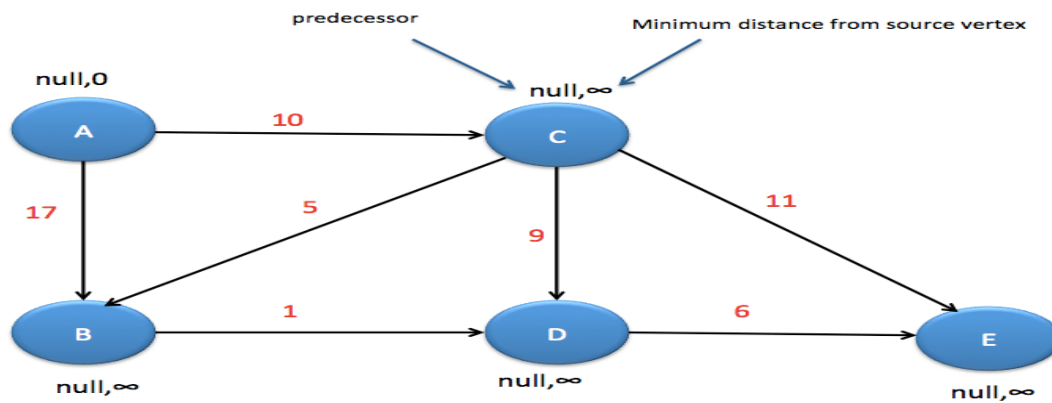 predecessor
Minimum distance from source vertex
null,0
null,∞
A
10
C
17
5
9
11
B
1
D
6
E
null,∞
null,∞
null,∞